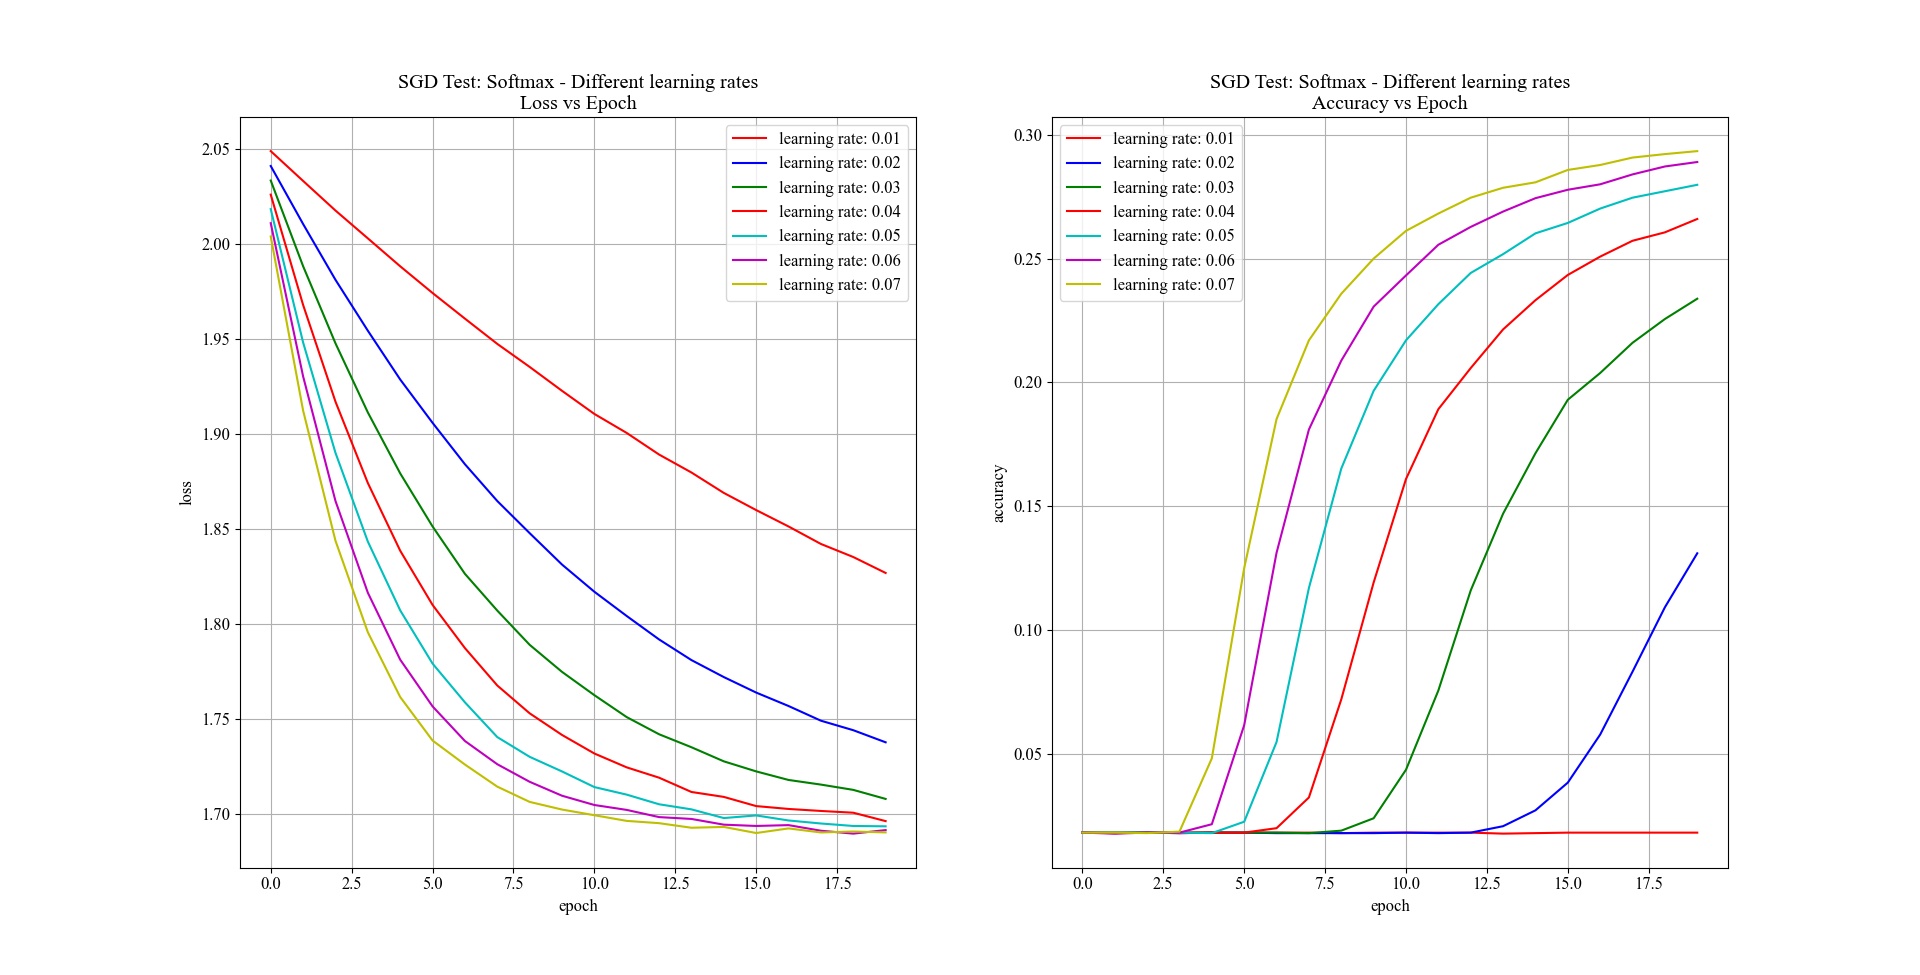 SGD Test: Softmax - Different learning rates
Loss vs Epoch
learning rate: 0.01
learning rate: 0.02
learning rate: 0.03
learning rate: 0.04
learning rate: 0.05
learning rate: 0.06
learning rate: 0.07
2.05
2.00
1.95
1.90
1.85
1.80
1.75
1.70
loss
0.0 2.5 5.0 7.5 10.0 12.5 15.0 17.5
epoch
SGD Test: Softmax - Different learning rates
Accuracy vs Epoch
learning rate: 0.01
learning rate: 0.02
learning rate: 0.03
learning rate: 0.04
learning rate: 0.05
learning rate: 0.06
learning rate: 0.07
0.30
0.25
0.20
0.15
0.10
0.05
accuracy
0.0 2.5 5.0 7.5 10.0 12.5 15.0 17.5
epoch